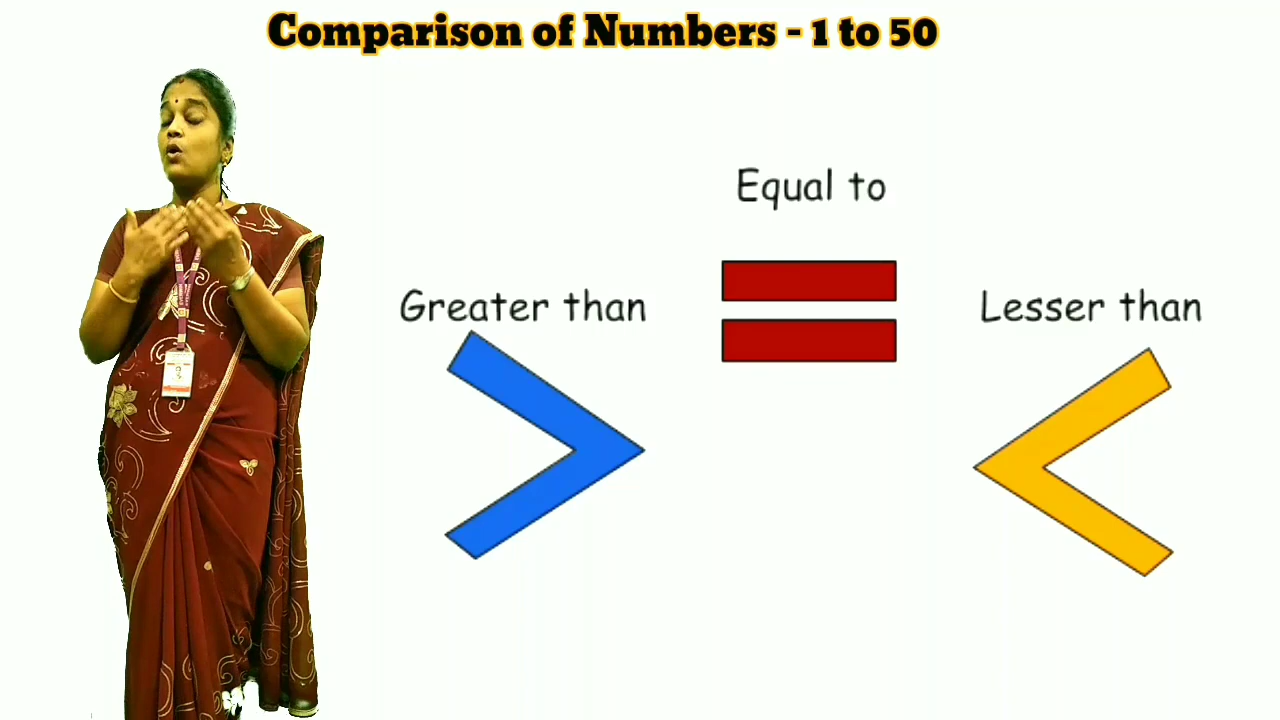 Comparison of Numbers - 1 to 50
Equal to
Greater than
Lesser than